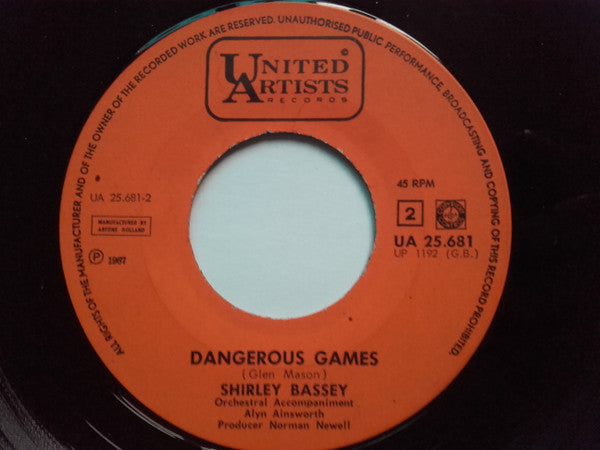 ALL RIGHTS OF THE MANUFACTURER AND OF THE OWNER OF THE RECORDED WORK ARE RESERVED. UNAUTHORISED PUBLIC PERFORMANCE, BROADCASTING AND COPYING OF THIS RECORD PROHIBITED.
©
UNITED
ARTISTS
RECORDS
UA 25.681-2
MANUFACTURED BY
ARTONE HOLLAND
℗ 1967
45 RPM
2
UA 25.681
UP 1192 (G.B.)
DANGEROUS GAMES
(Glen Mason)
SHIRLEY BASSEY
Orchestral Accompaniment
Alyn Ainsworth
Producer Norman Newell